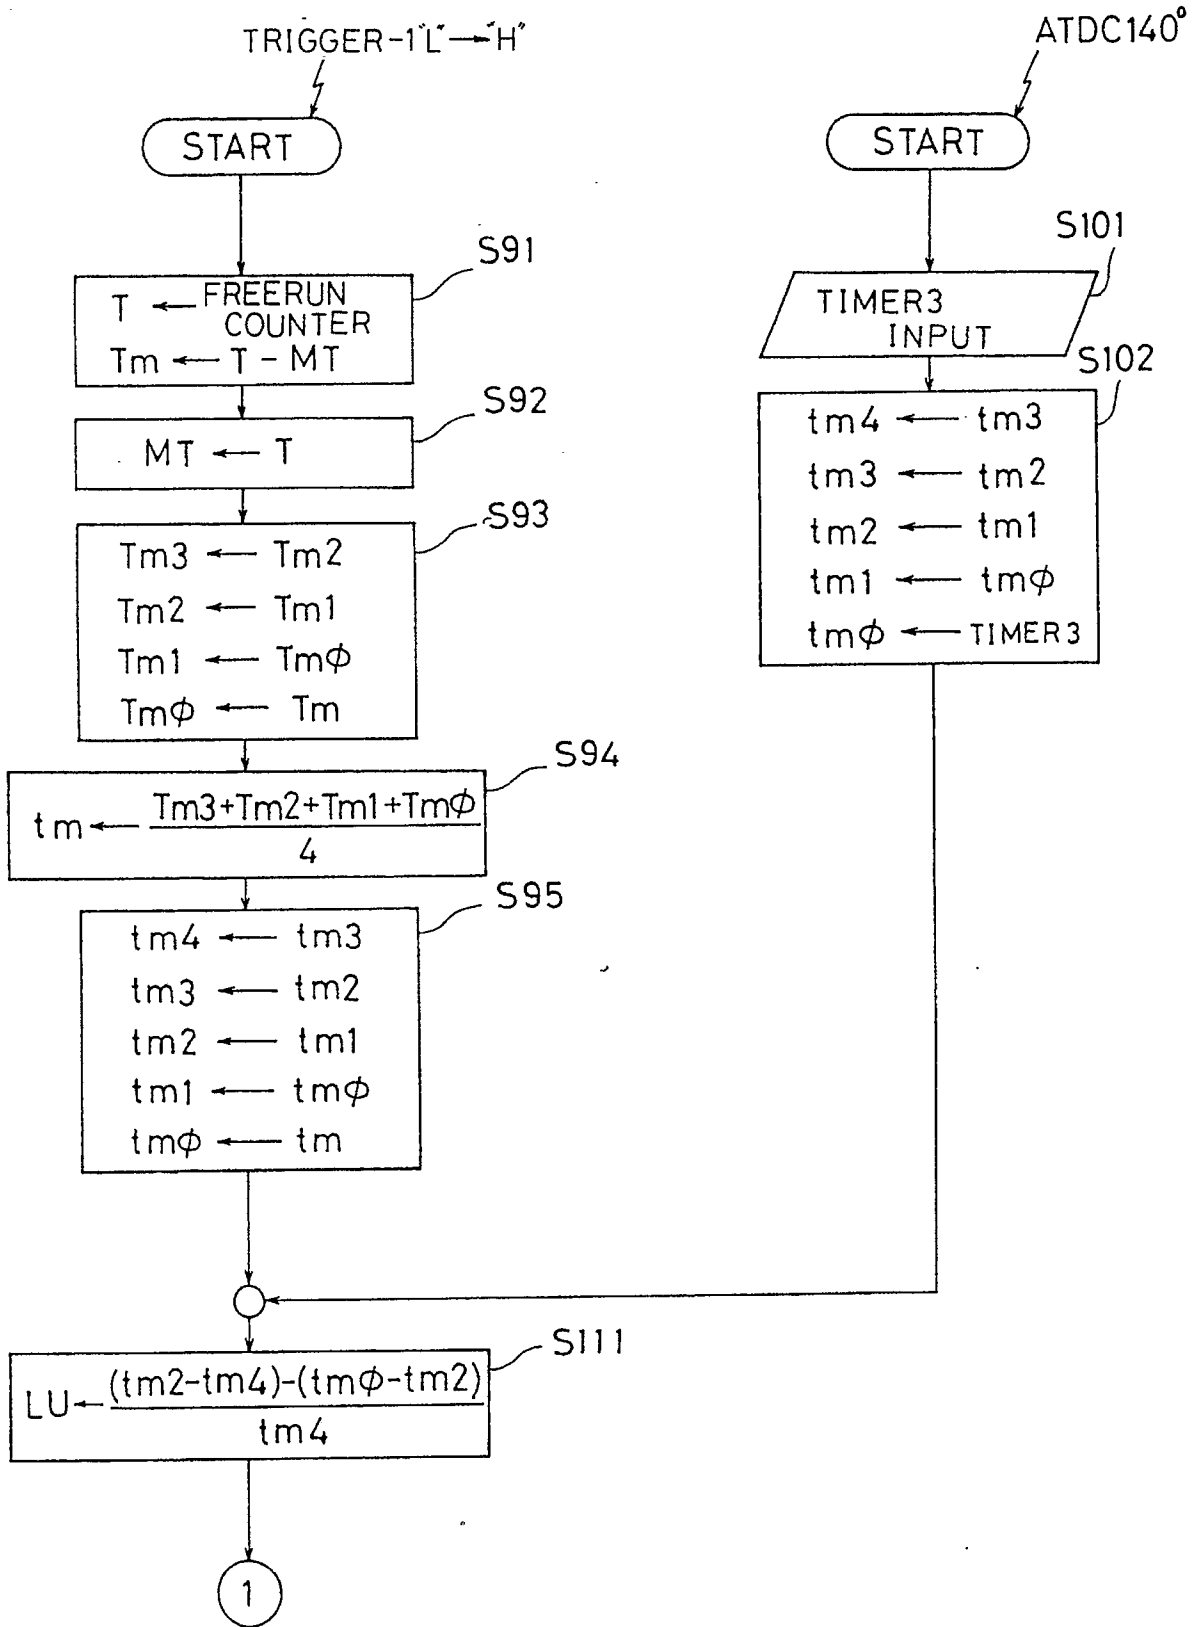 TRIGGER-1"L"→"H"
START
S91
T ← FREERUN
COUNTER
Tm ← T - MT
S92
MT ← T
S93
Tm3 ← Tm2
Tm2 ← Tm1
Tm1 ← Tmϕ
Tmϕ ← Tm
S94
tm ← Tm3+Tm2+Tm1+Tmϕ
4
S95
tm4 ← tm3
tm3 ← tm2
tm2 ← tm1
tm1 ← tmϕ
tmϕ ← tm
ATDC140°
START
S101
TIMER3
INPUT
S102
tm4 ← tm3
tm3 ← tm2
tm2 ← tm1
tm1 ← tmϕ
tmϕ ← TIMER3
S111
LU ← (tm2-tm4)-(tmϕ-tm2)
tm4
1